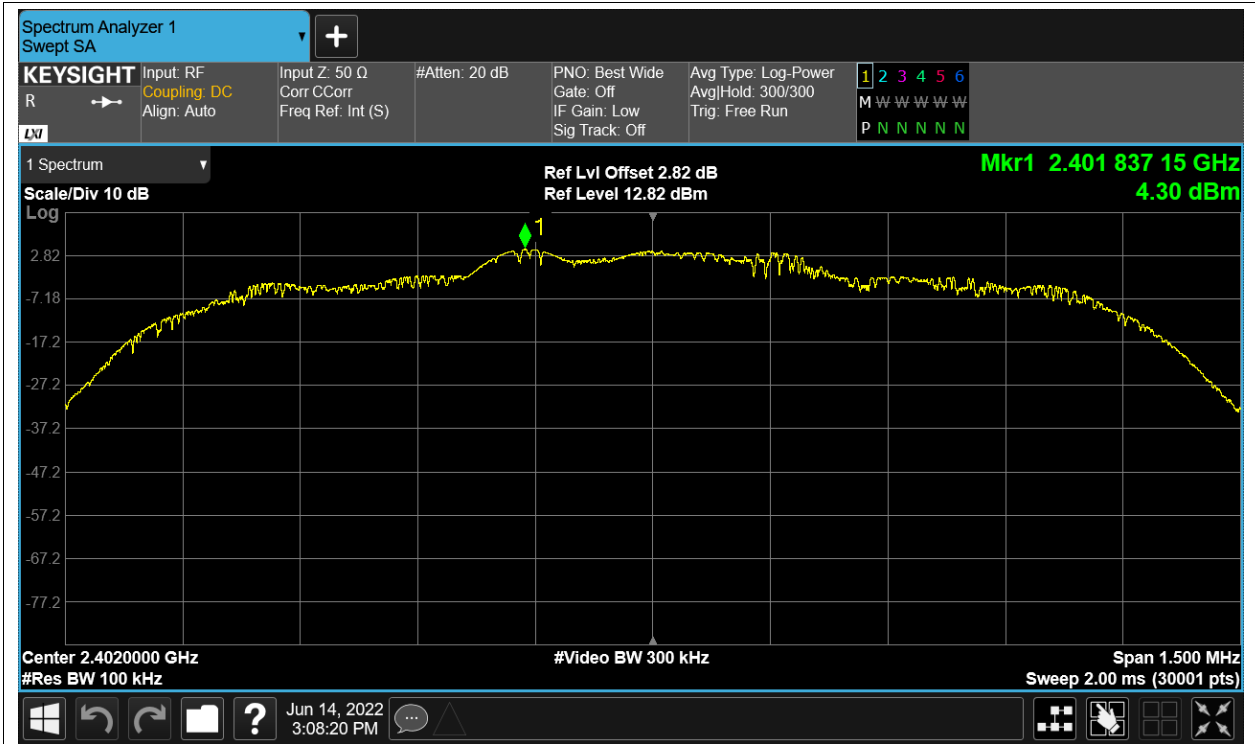 Spectrum Analyzer 1
Swept SA
KEYSIGHT
R
LXI
Input: RF
Coupling: DC
Align: Auto
Input Z: 50 Ω
Corr CCorr
Freq Ref: Int (S)
#Atten: 20 dB
PNO: Best Wide
Gate: Off
IF Gain: Low
Sig Track: Off
Avg Type: Log-Power
Avg|Hold: 300/300
Trig: Free Run
1 2 3 4 5 6
M W W W W W
P N N N N N
1 Spectrum
Scale/Div 10 dB
Log
Ref Lvl Offset 2.82 dB
Ref Level 12.82 dBm
Mkr1 2.401 837 15 GHz
4.30 dBm
1
2.82
-7.18
-17.2
-27.2
-37.2
-47.2
-57.2
-67.2
-77.2
Center 2.4020000 GHz
#Res BW 100 kHz
#Video BW 300 kHz
Span 1.500 MHz
Sweep 2.00 ms (30001 pts)
?
Jun 14, 2022
3:08:20 PM